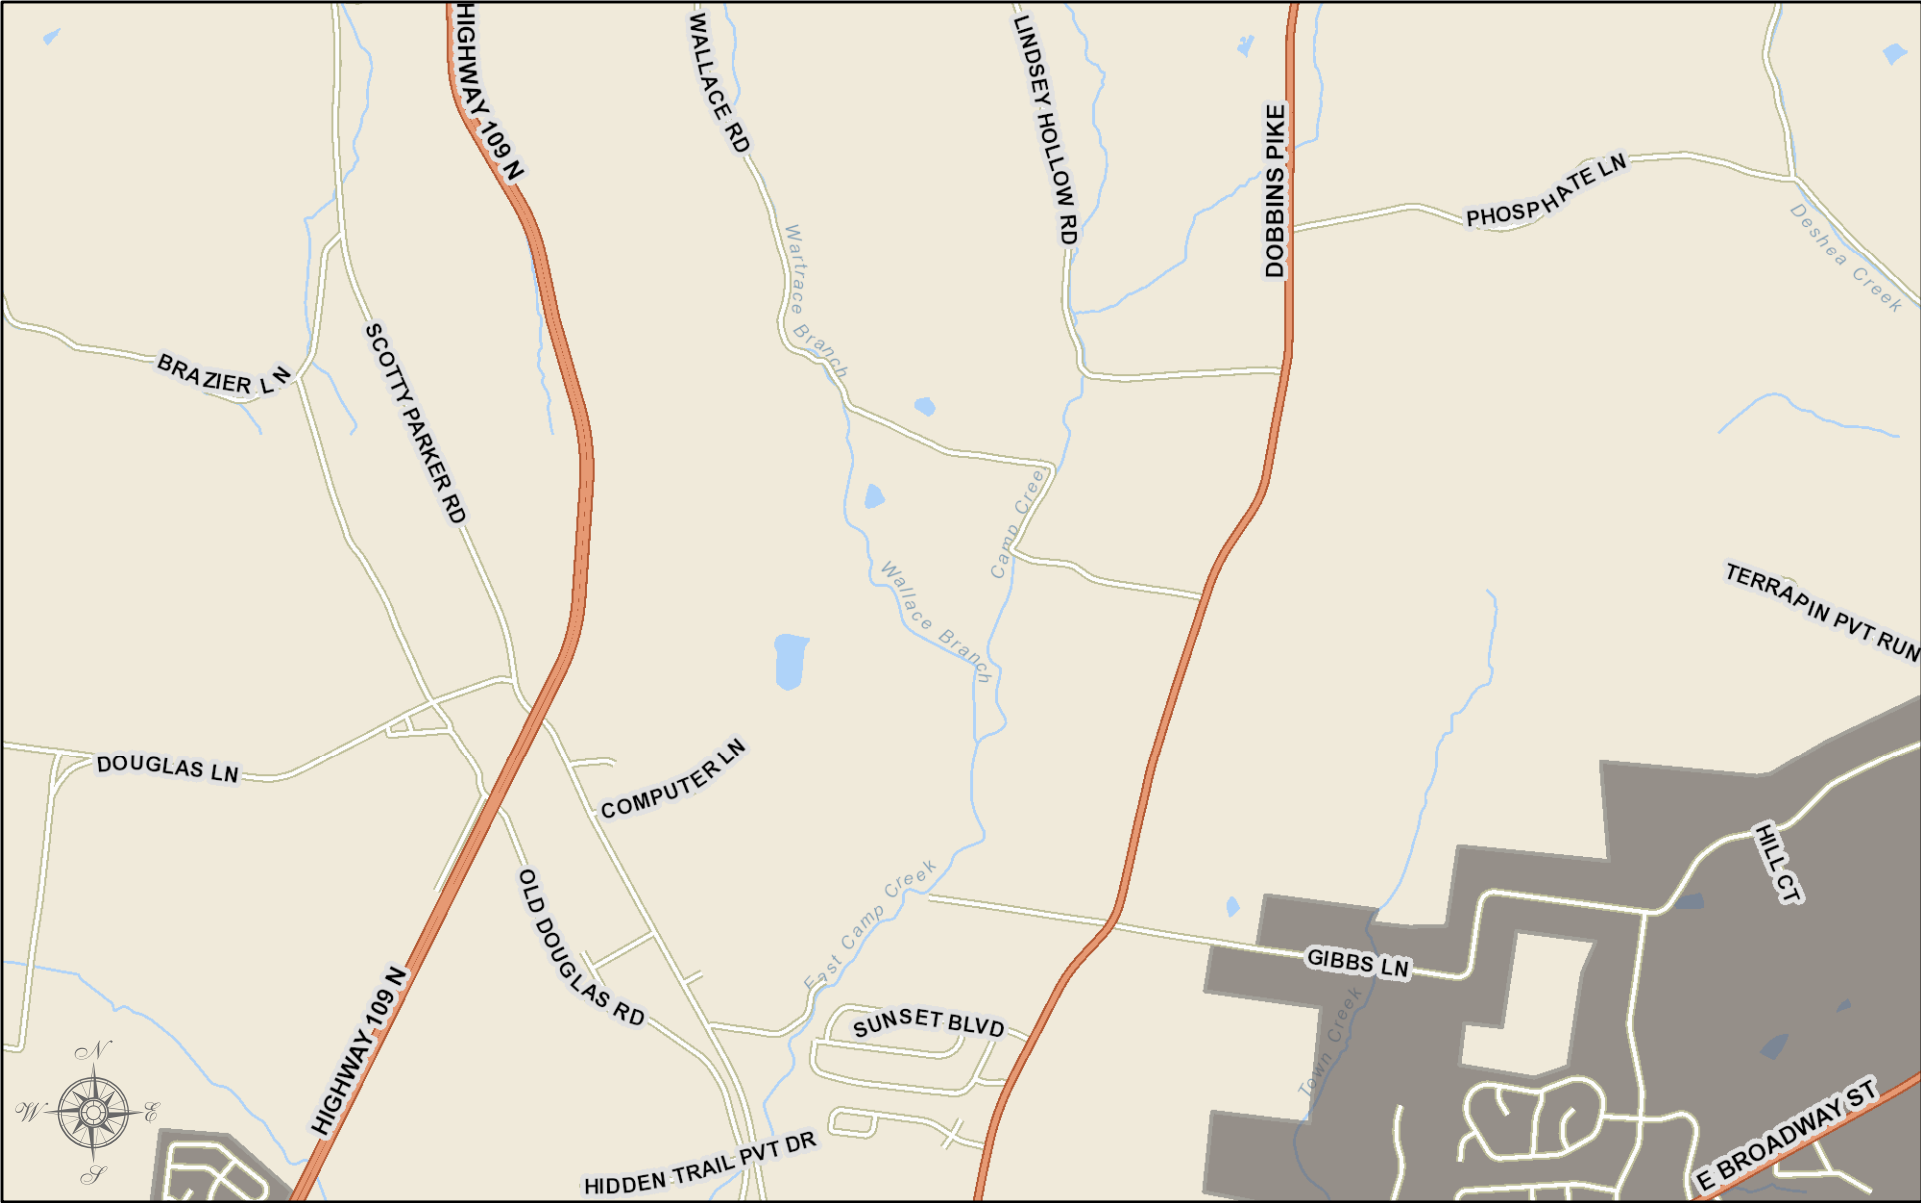 HIGHWAY 109 N
WALLACE RD
LINDSEY HOLLOW RD
DOBBINS PIKE
PHOSPHATE LN
Deshea Creek
Wartrace Branch
BRAZIER LN
SCOTTY PARKER RD
Camp Creek
Wallace Branch
TERRAPIN PVT RUN
DOUGLAS LN
COMPUTER LN
HILL CT
East Camp Creek
OLD DOUGLAS RD
GIBBS LN
HIGHWAY 109 N
SUNSET BLVD
Town Creek
N
W
E
S
HIDDEN TRAIL PVT DR
E BROADWAY ST